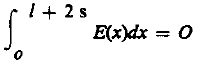 ∫₀^{l + 2 s} E(x)dx = O